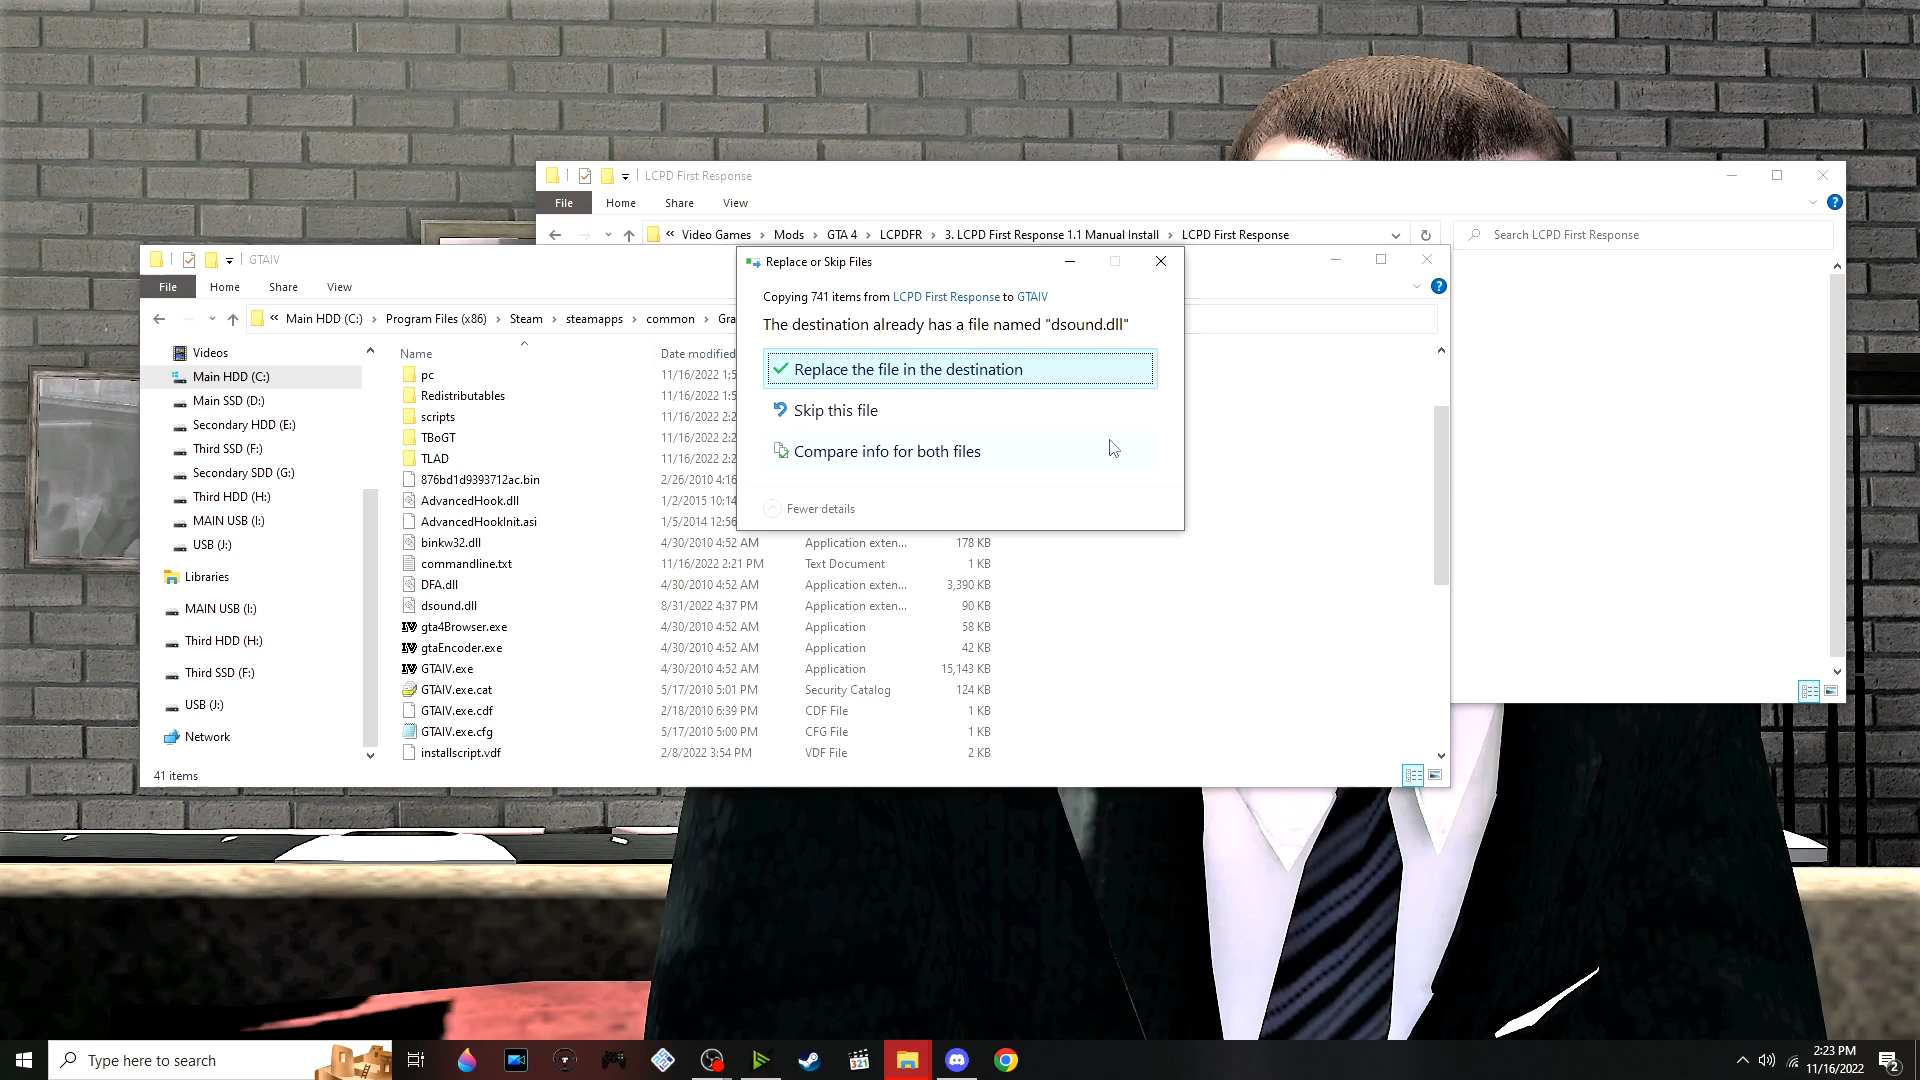 LCPD First Response
File Home Share View
Video Games Mods GTA 4 LCPDFR 3. LCPD First Response 1.1 Manual Install LCPD First Response
Search LCPD First Response
GTAIV
File Home Share View
Main HDD (C:) Program Files (x86) Steam steamapps common Gra
Videos
Main HDD (C:)
Main SSD (D:)
Secondary HDD (E:)
Third SSD (F:)
Secondary SDD (G:)
Third HDD (H:)
MAIN USB (I:)
USB (J:)
Libraries
MAIN USB (I:)
Third HDD (H:)
Third SSD (F:)
USB (J:)
Network
Name Date modified
pc 11/16/2022 1:5
Redistributables 11/16/2022 1:5
scripts 11/16/2022 2:2
TBoGT 11/16/2022 2:2
TLAD 11/16/2022 2:2
876bd1d9393712ac.bin 2/26/2010 4:16
AdvancedHook.dll 1/2/2015 10:14
AdvancedHookInit.asi 1/5/2014 12:56
binkw32.dll 4/30/2010 4:52 AM Application exten... 178 KB
commandline.txt 11/16/2022 2:21 PM Text Document 1 KB
DFA.dll 4/30/2010 4:52 AM Application exten... 3,390 KB
dsound.dll 8/31/2022 4:37 PM Application exten... 90 KB
gta4Browser.exe 4/30/2010 4:52 AM Application 58 KB
gtaEncoder.exe 4/30/2010 4:52 AM Application 42 KB
GTAIV.exe 4/30/2010 4:52 AM Application 15,143 KB
GTAIV.exe.cat 5/17/2010 5:01 PM Security Catalog 124 KB
GTAIV.exe.cdf 2/18/2010 6:39 PM CDF File 1 KB
GTAIV.exe.cfg 5/17/2010 5:00 PM CFG File 1 KB
installscript.vdf 2/8/2022 3:54 PM VDF File 2 KB
41 items
Replace or Skip Files
Copying 741 items from LCPD First Response to GTAIV
The destination already has a file named "dsound.dll"
Replace the file in the destination
Skip this file
Compare info for both files
Fewer details
Type here to search
321
2:23 PM
11/16/2022
2